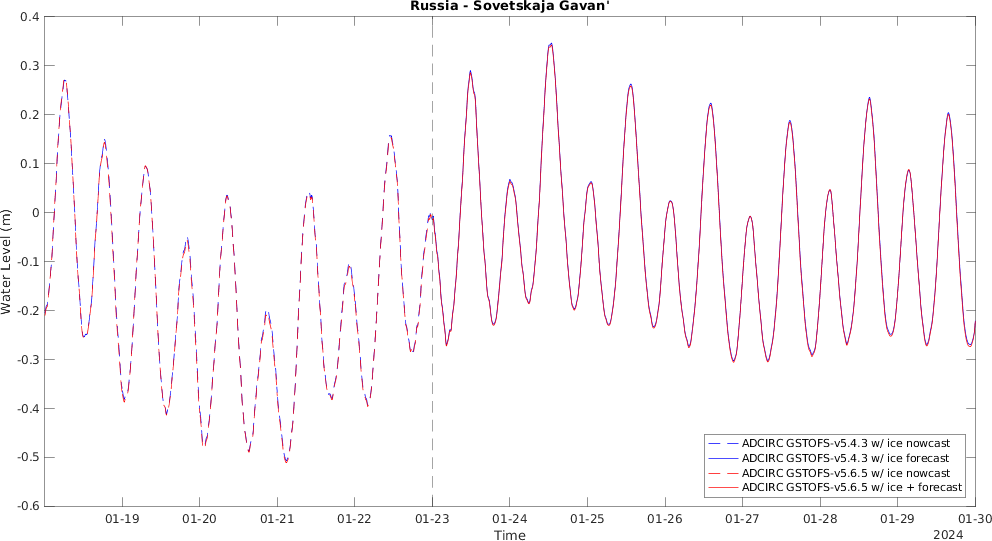 Russia - Sovetskaja Gavan'
0.4
0.3
0.2
0.1
0
-0.1
-0.2
-0.3
-0.4
-0.5
-0.6
Water Level (m)
ADCIRC GSTOFS-v5.4.3 w/ ice nowcast
ADCIRC GSTOFS-v5.4.3 w/ ice forecast
ADCIRC GSTOFS-v5.6.5 w/ ice nowcast
ADCIRC GSTOFS-v5.6.5 w/ ice + forecast
01-19 01-20 01-21 01-22 01-23 01-24 01-25 01-26 01-27 01-28 01-29 01-30
Time
2024